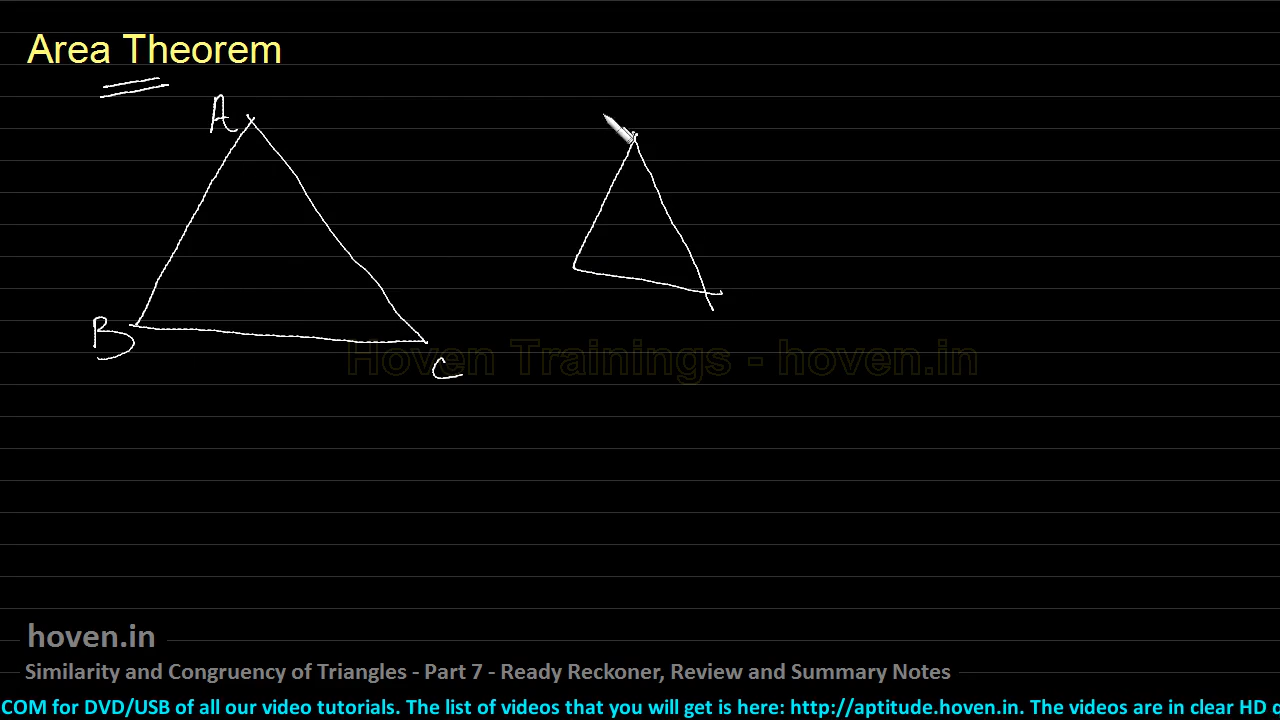 Area Theorem
A
B
C
Hoven Trainings - hoven.in
hoven.in
Similarity and Congruency of Triangles - Part 7 - Ready Reckoner, Review and Summary Notes
COM for DVD/USB of all our video tutorials. The list of videos that you will get is here: http://aptitude.hoven.in. The videos are in clear HD